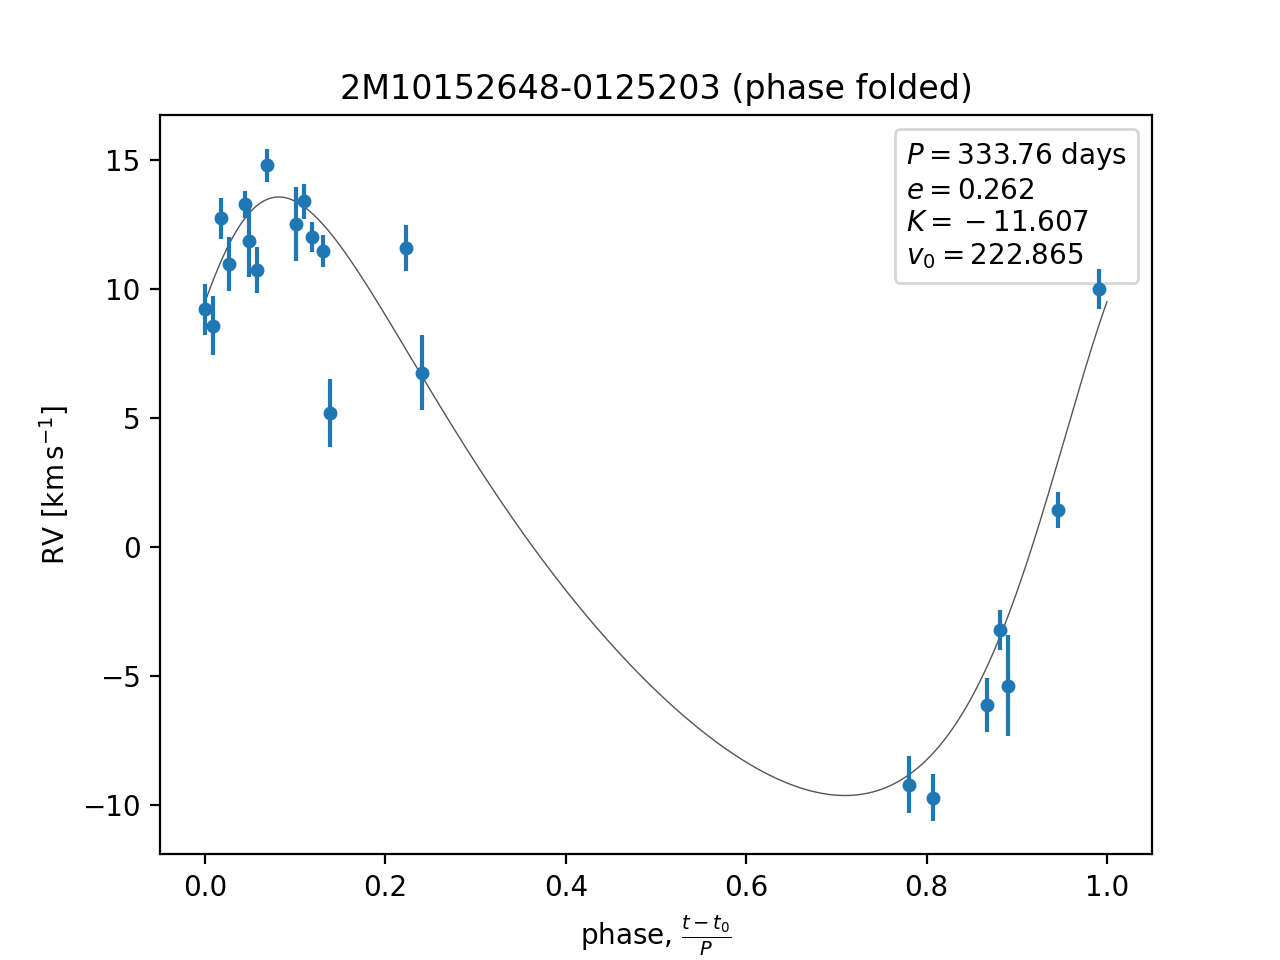 2M10152648-0125203 (phase folded)
P = 333.76 days
e = 0.262
K = −11.607
v₀ = 222.865
15
10
5
0
−5
−10
RV [km s⁻¹]
0.0 0.2 0.4 0.6 0.8 1.0
phase, (t − t₀)/P